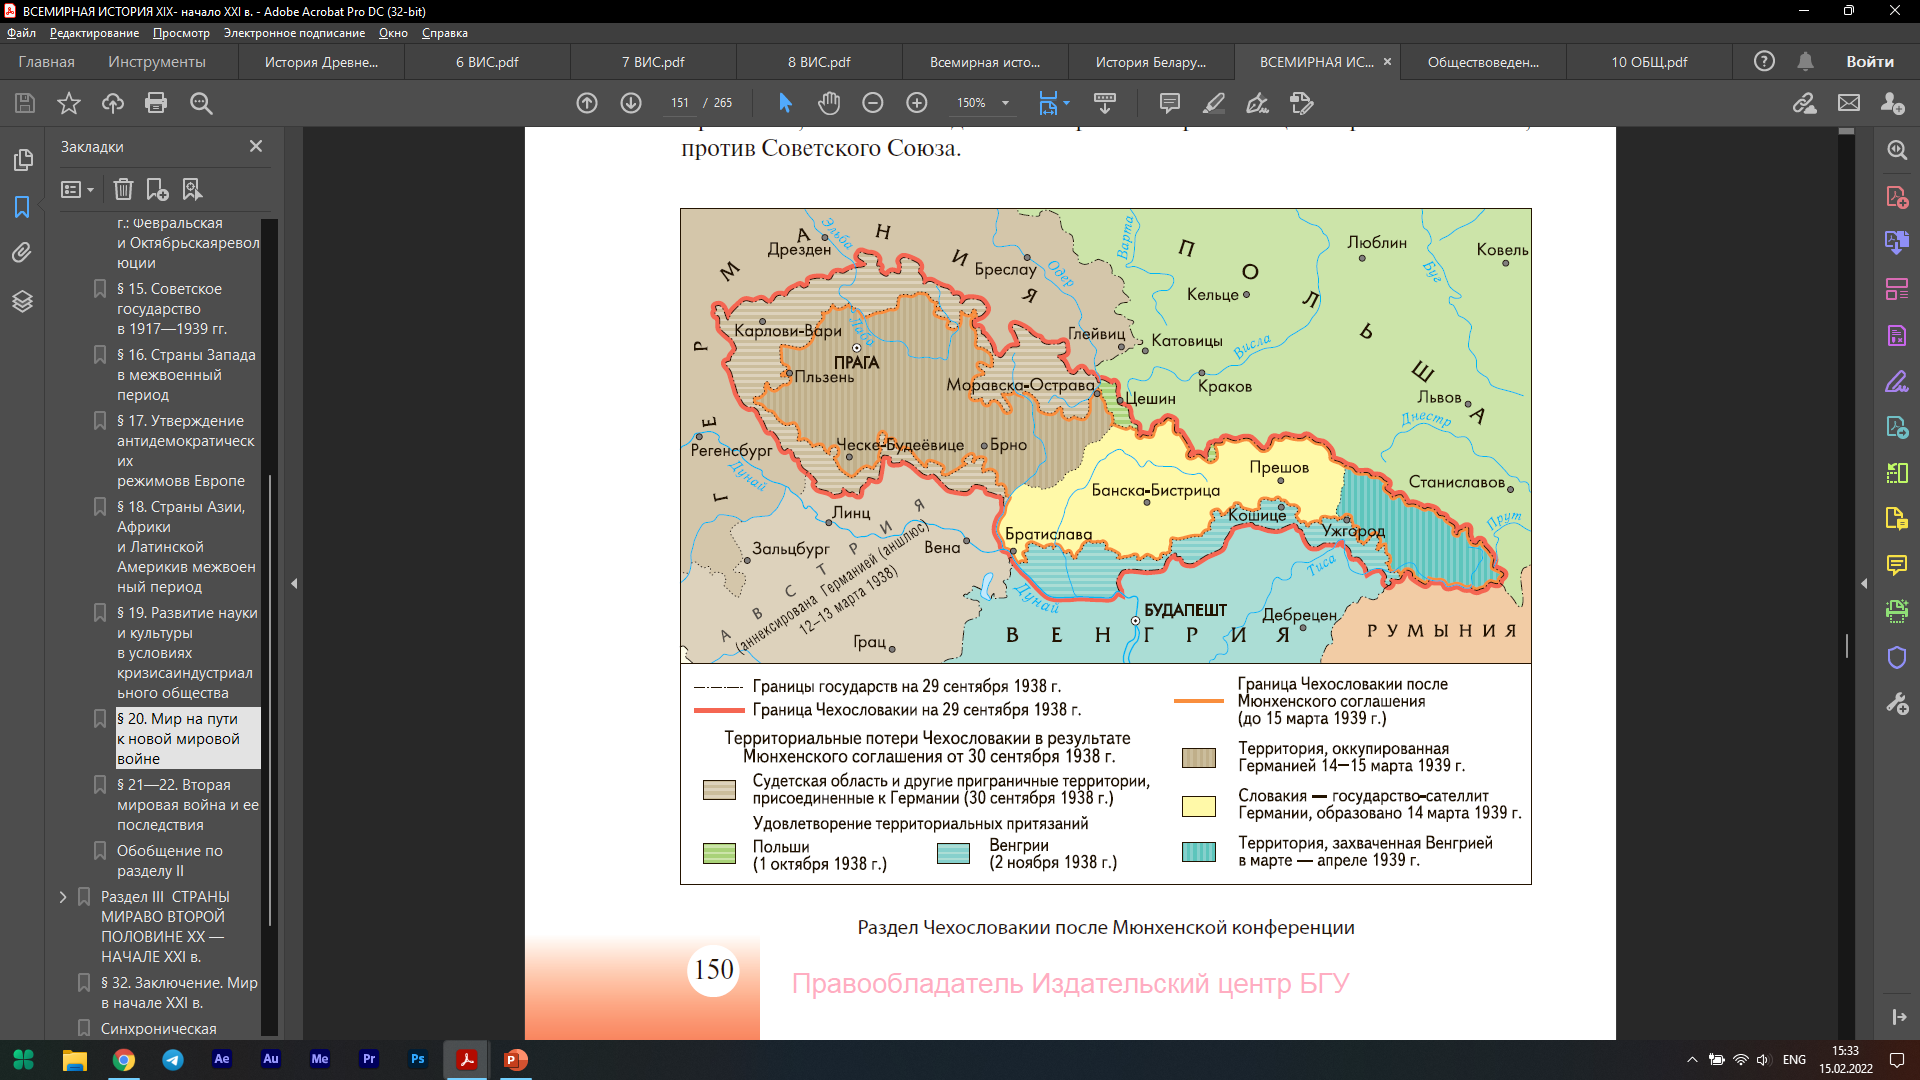 ВСЕМИРНАЯ ИСТОРИЯ XIX- начало XXI в. - Adobe Acrobat Pro DC (32-bit)
Файл Редактирование Просмотр Электронное подписание Окно Справка
Главная Инструменты История Древне... 6 ВИС.pdf 7 ВИС.pdf 8 ВИС.pdf Всемирная исто... История Белару... ВСЕМИРНАЯ ИС... Обществоведен... 10 ОБЩ.pdf Войти
151 / 265 150%
Закладки
г.: Февральская
и Октябрьскаяревол
юции
§ 15. Советское
государство
в 1917—1939 гг.
§ 16. Страны Запада
в межвоенный
период
§ 17. Утверждение
антидемократическ
их
режимовв Европе
§ 18. Страны Азии,
Африки
и Латинской
Америкив межвоен
ный период
§ 19. Развитие науки
и культуры
в условиях
кризисаиндустриал
ьного общества
§ 20. Мир на пути
к новой мировой
войне
§ 21—22. Вторая
мировая война и ее
последствия
Обобщение по
разделу II
Раздел III СТРАНЫ
МИРАВО ВТОРОЙ
ПОЛОВИНЕ XX —
НАЧАЛЕ XXI в.
§ 32. Заключение. Мир
в начале XXI в.
Синхроническая
против Советского Союза.
ГЕРМАНИЯ
ПОЛЬША
Дрезден
Эльба
Бреслау
Одер
Варта
Люблин
Буг
Ковель
Кельце
Карлови-Вари
Лаба
ПРАГА
Пльзень
Глейвиц
Катовицы
Висла
Моравска-Острава
Цешин
Краков
Львов
Днестр
Регенсбург
Дунай
Ческе-Будеёвице
Брно
Прешов
Банска-Бистрица
Станиславов
Линц
Кошице
Ужгород
Прут
Зальцбург
Вена
Братислава
Тиса
АВСТРИЯ
(аннексирована Германией (аншлюс)
12–13 марта 1938)
Дунай
БУДАПЕШТ
Дебрецен
Грац
ВЕНГРИЯ
РУМЫНИЯ
Границы государств на 29 сентября 1938 г.
Граница Чехословакии на 29 сентября 1938 г.
Территориальные потери Чехословакии в результате
Мюнхенского соглашения от 30 сентября 1938 г.
Судетская область и другие приграничные территории,
присоединенные к Германии (30 сентября 1938 г.)
Удовлетворение территориальных притязаний
Польши
(1 октября 1938 г.)
Венгрии
(2 ноября 1938 г.)
Граница Чехословакии после
Мюнхенского соглашения
(до 15 марта 1939 г.)
Территория, оккупированная
Германией 14—15 марта 1939 г.
Словакия — государство-сателлит
Германии, образовано 14 марта 1939 г.
Территория, захваченная Венгрией
в марте — апреле 1939 г.
Раздел Чехословакии после Мюнхенской конференции
150
Правообладатель Издательский центр БГУ
Ae Au Me Pr Ps
ENG
15:33
15.02.2022